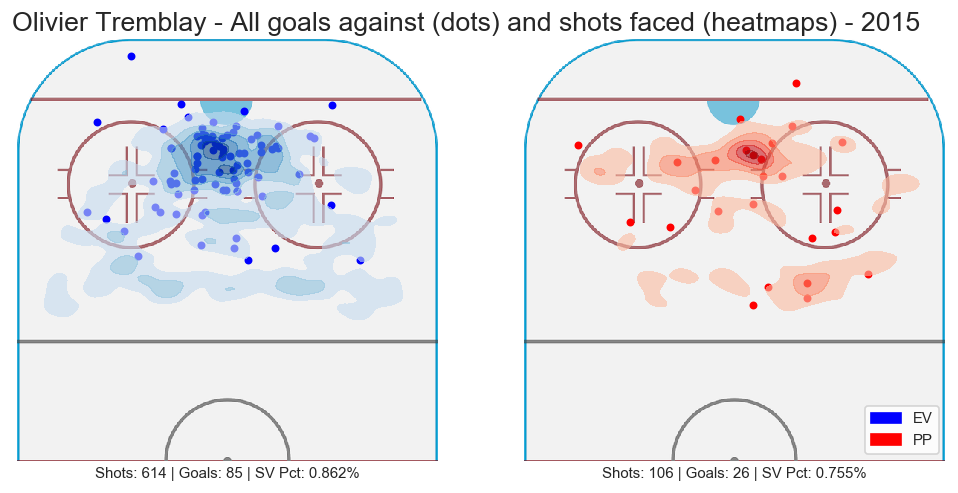 Olivier Tremblay - All goals against (dots) and shots faced (heatmaps) - 2015
EV
PP
Shots: 614 | Goals: 85 | SV Pct: 0.862%
Shots: 106 | Goals: 26 | SV Pct: 0.755%